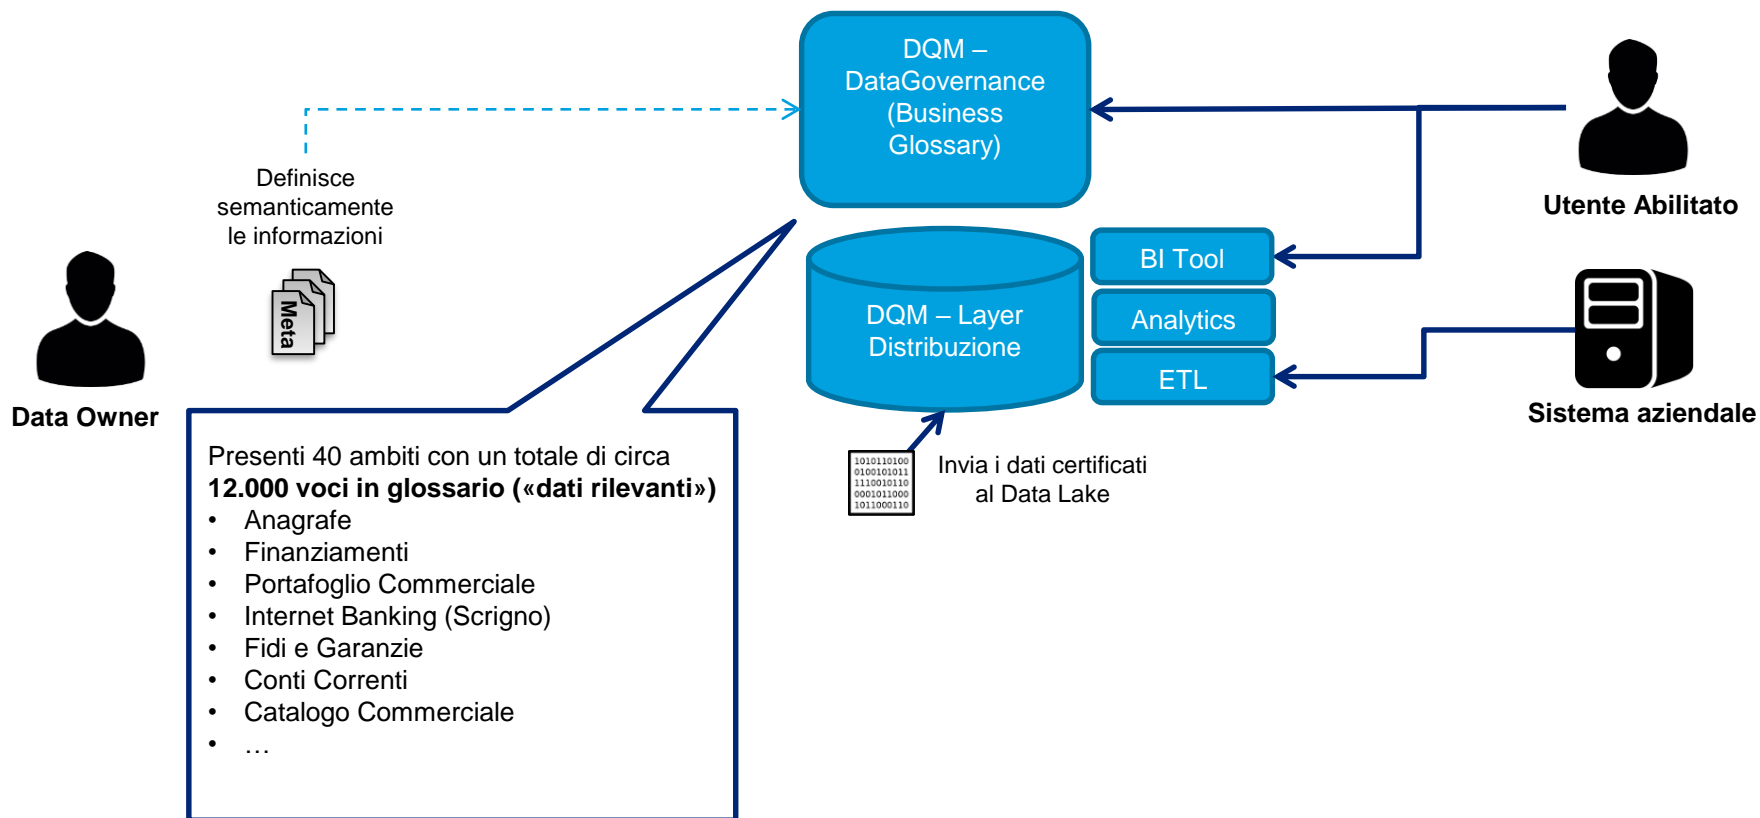 DQM –
DataGovernance
(Business
Glossary)
Definisce
semanticamente
le informazioni
Meta
Data Owner
Utente Abilitato
BI Tool
Analytics
ETL
DQM – Layer
Distribuzione
Sistema aziendale
Presenti 40 ambiti con un totale di circa
12.000 voci in glossario («dati rilevanti»)
• Anagrafe
• Finanziamenti
• Portafoglio Commerciale
• Internet Banking (Scrigno)
• Fidi e Garanzie
• Conti Correnti
• Catalogo Commerciale
• …
1010110100
0100101011
1110010110
0001011000
1011000110
Invia i dati certificati
al Data Lake